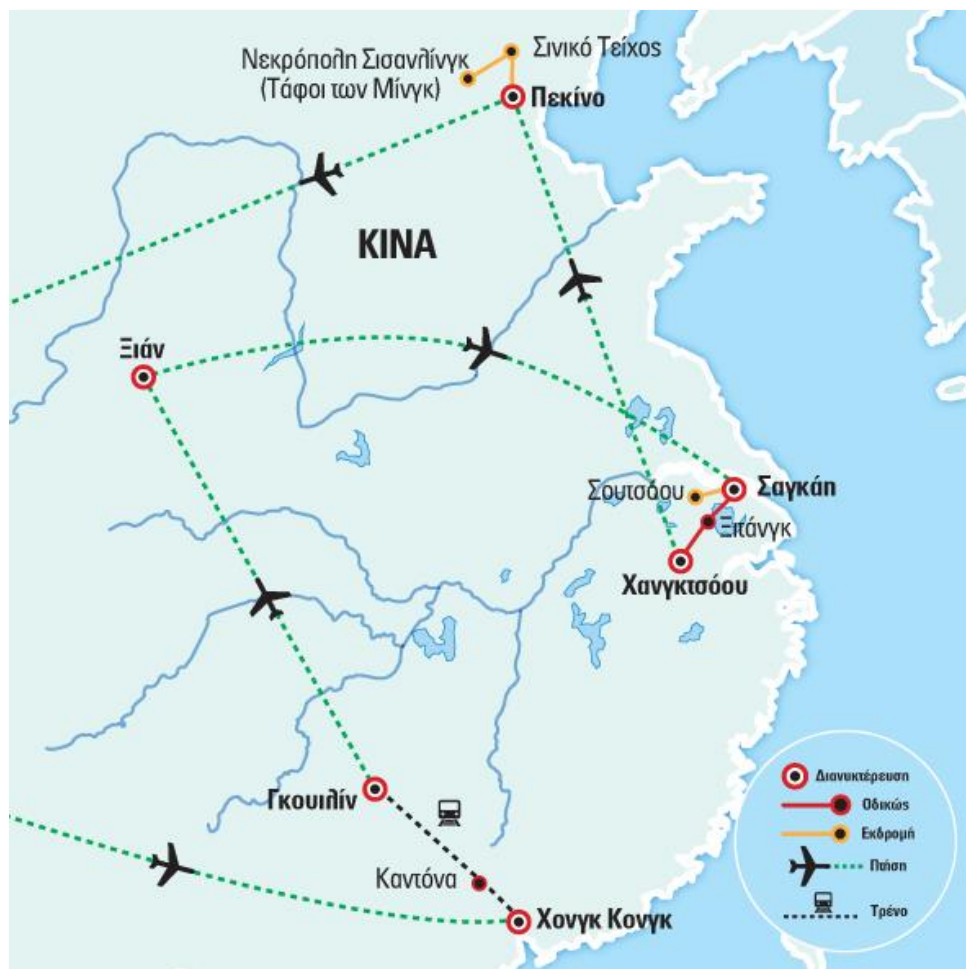 Σινικό Τείχος
Νεκρόπολη Σισανλίνγκ
(Τάφοι των Μίνγκ)
Πεκίνο
ΚΙΝΑ
Ξιάν
Σουτσόου
Σαγκάη
Ξιτάνγκ
Χανγκτσόου
Γκουιλίν
Καντόνα
Χονγκ Κονγκ
Διανυκτέρευση
Οδικώς
Εκδρομή
Πτήση
Τρένο